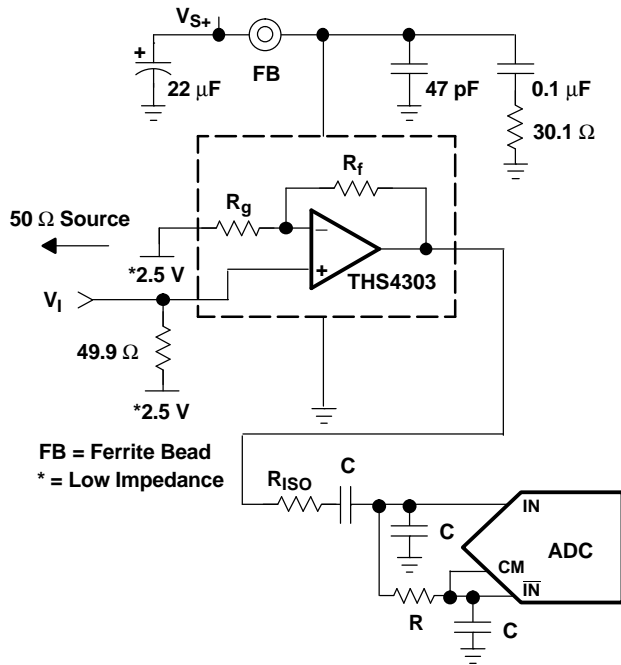 VS+
+
22 μF
FB
47 pF
0.1 μF
30.1 Ω
Rf
Rg
50 Ω Source
*2.5 V
−
+
THS4303
VI
49.9 Ω
*2.5 V
FB = Ferrite Bead
* = Low Impedance
RISO
C
IN
C
ADC
CM
I̅N̅
R
C